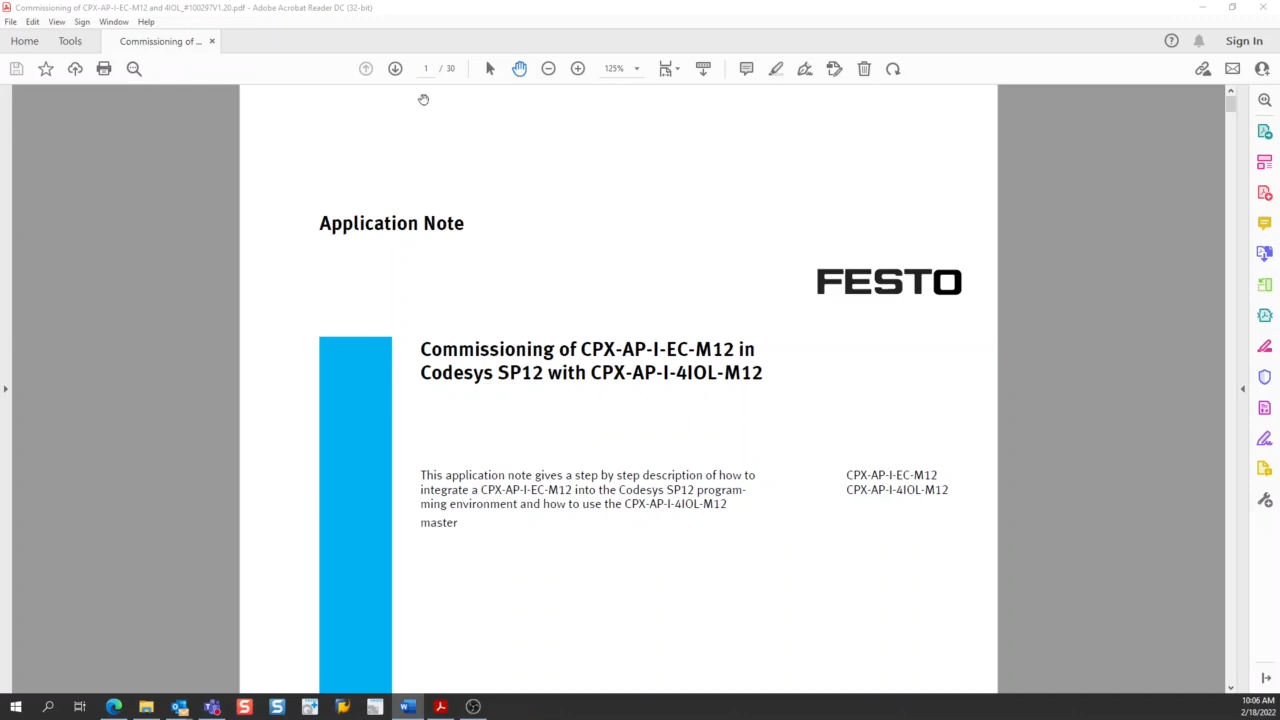 Commissioning of CPX-AP-I-EC-M12 and 4IOL_#100297V1.20.pdf - Adobe Acrobat Reader DC (32-bit)
File Edit View Sign Window Help
Home Tools Commissioning of ... × Sign In
1 / 30 125%
Application Note
FESTO
Commissioning of CPX-AP-I-EC-M12 in
Codesys SP12 with CPX-AP-I-4IOL-M12
This application note gives a step by step description of how to
integrate a CPX-AP-I-EC-M12 into the Codesys SP12 program-
ming environment and how to use the CPX-AP-I-4IOL-M12
master
CPX-AP-I-EC-M12
CPX-AP-I-4IOL-M12
10:06 AM
2/18/2022